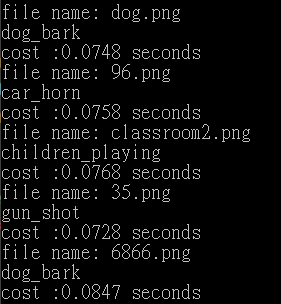 file name: dog.png
dog_bark
cost :0.0748 seconds
file name: 96.png
car_horn
cost :0.0758 seconds
file name: classroom2.png
children_playing
cost :0.0768 seconds
file name: 35.png
gun_shot
cost :0.0728 seconds
file name: 6866.png
dog_bark
cost :0.0847 seconds